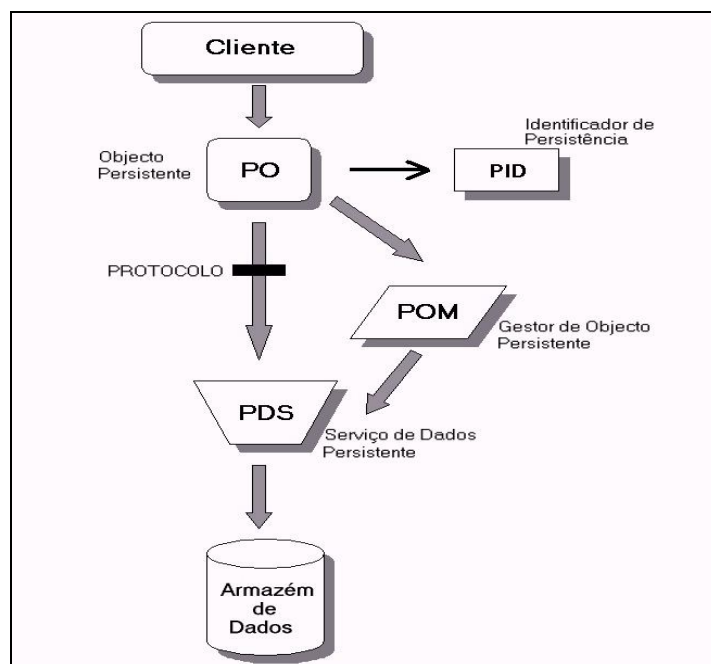 Cliente
Objecto
Persistente
PO
Identificador de
Persistência
PID
PROTOCOLO
POM
Gestor de Objecto
Persistente
PDS
Serviço de Dados
Persistente
Armazém
de
Dados